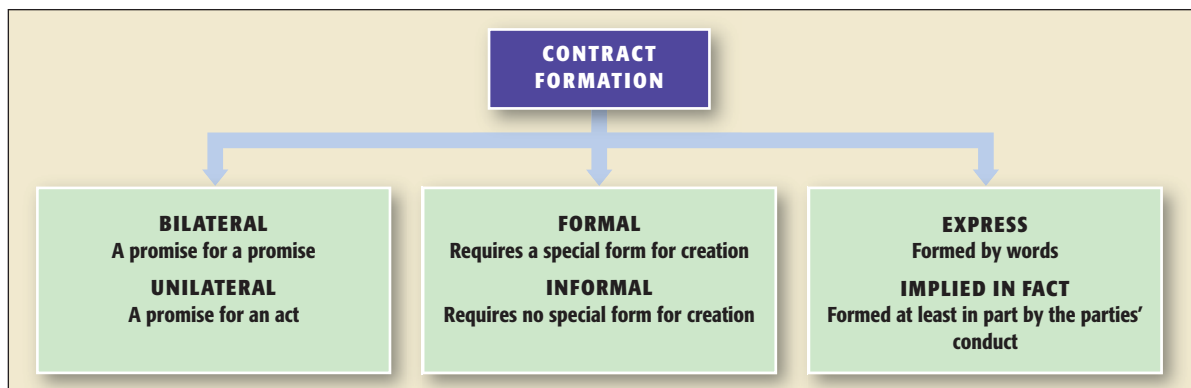 CONTRACT
FORMATION
BILATERAL
A promise for a promise
UNILATERAL
A promise for an act
FORMAL
Requires a special form for creation
INFORMAL
Requires no special form for creation
EXPRESS
Formed by words
IMPLIED IN FACT
Formed at least in part by the parties’
conduct